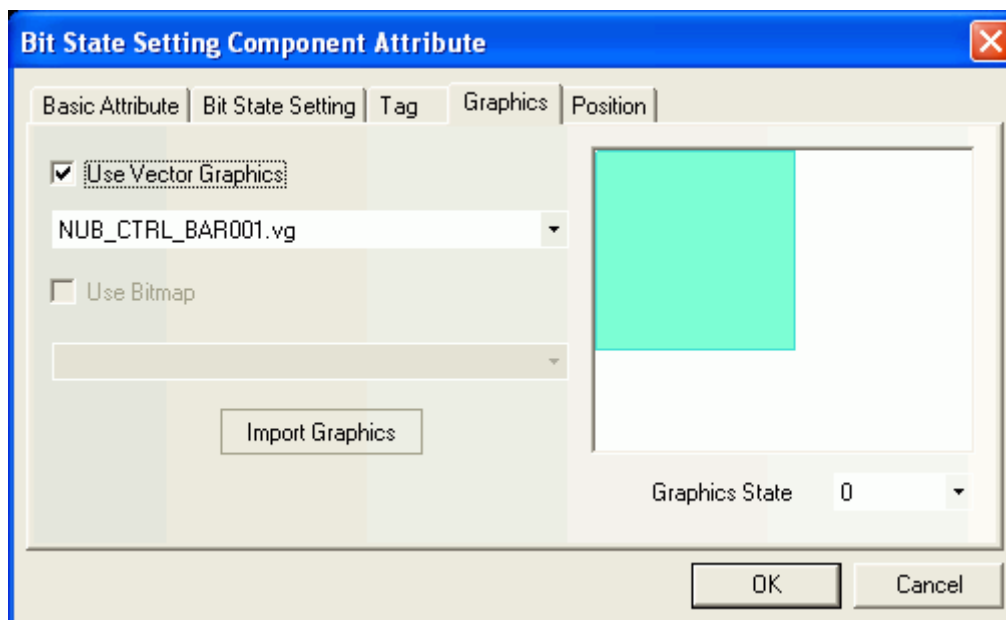 Bit State Setting Component Attribute
Basic Attribute Bit State Setting Tag Graphics Position
Use Vector Graphics
NUB_CTRL_BAR001.vg
Use Bitmap
Import Graphics
Graphics State 0
OK Cancel